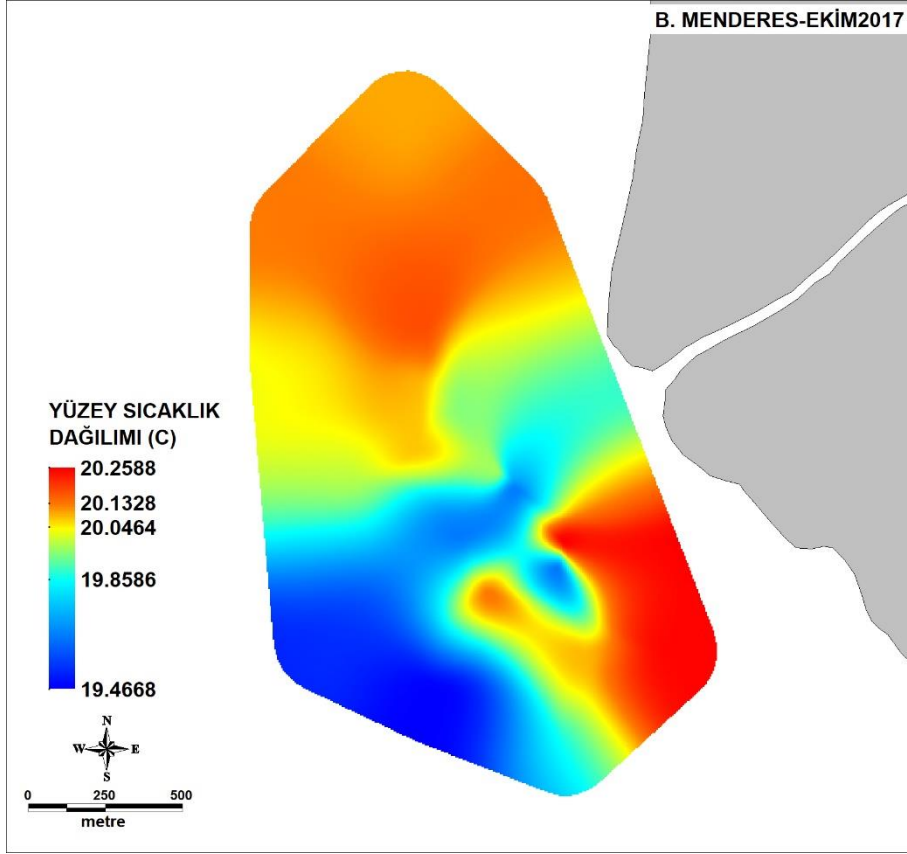 B. MENDERES-EKİM2017
YÜZEY SICAKLIK
DAĞILIMI (C)
20.2588
20.1328
20.0464
19.8586
19.4668
N
W E
S
0 250 500
metre